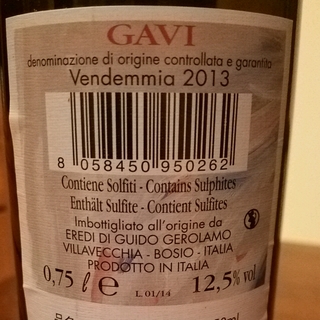 GAVI
denominazione di origine controllata e garantita
Vendemmia 2013
8 058450 950262
Contiene Solfiti - Contains Sulphites
Enthält Sulfite - Contient Sulfites
Imbottigliato all'origine da
EREDI DI GUIDO GEROLAMO
VILLAVECCHIA - BOSIO - ITALIA
PRODOTTO IN ITALIA
0,75 ℓ e L 01/14 12,5% vol